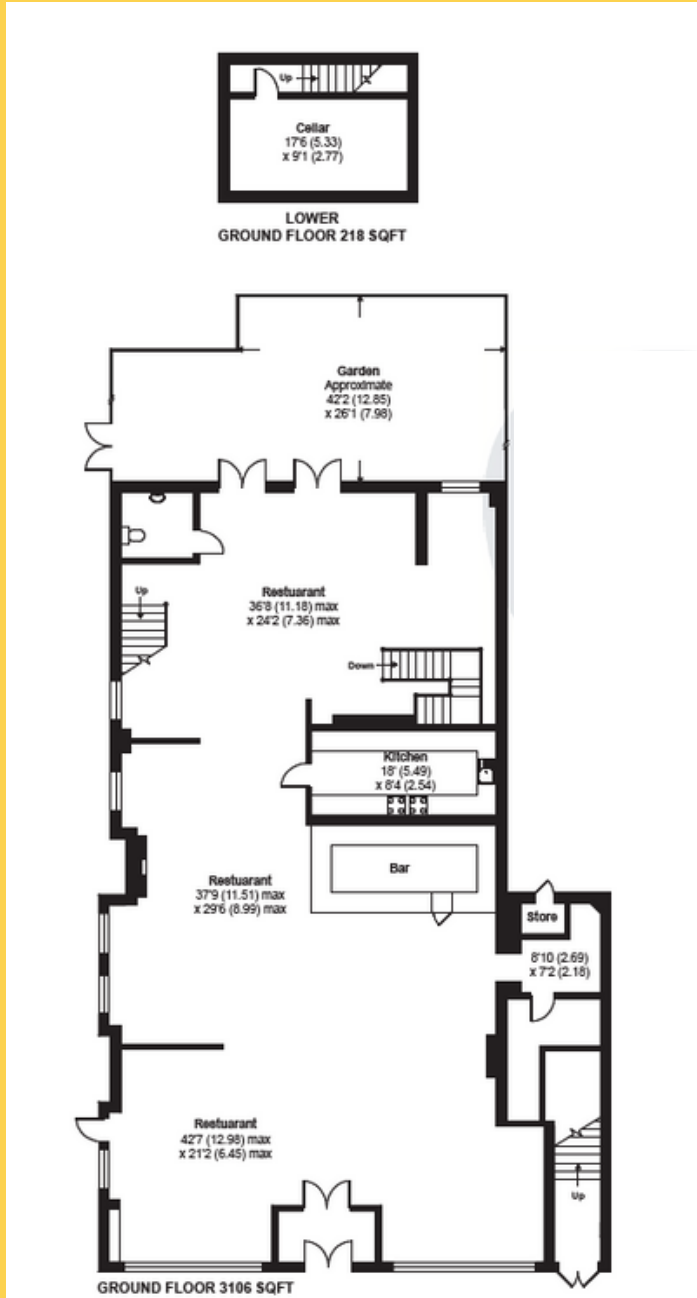 Up
Cellar
17'6 (5.33)
x 9'1 (2.77)
LOWER
GROUND FLOOR 218 SQFT
Garden
Approximate
42'2 (12.85)
x 26'1 (7.98)
Up
Restuarant
36'8 (11.18) max
x 24'2 (7.36) max
Down
Kitchen
18' (5.49)
x 8'4 (2.54)
Bar
Restuarant
37'9 (11.51) max
x 29'6 (8.99) max
Store
8'10 (2.69)
x 7'2 (2.18)
Restuarant
42'7 (12.98) max
x 21'2 (6.45) max
Up
GROUND FLOOR 3106 SQFT